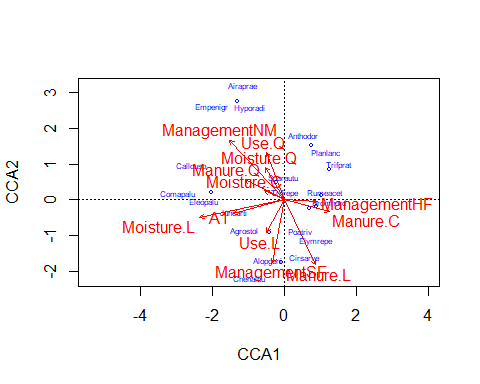 Airaprae
Empenigr
Hyporadi
ManagementNM
Anthodor
Use.Q
Planlanc
Moisture.Q
Trifprat
Manure.Q
Comapalu
Rumeacet
Eleopalu
ManagementHF
A1
Manure.C
Moisture.L
Agrostol
Poatriv
Use.L
Elymrepe
Cirsarve
Alopgeni
ManagementSF
Manure.L
Chenalbu
CCA2
3
2
1
0
-1
-2
-4
-2
0
2
4
CCA1